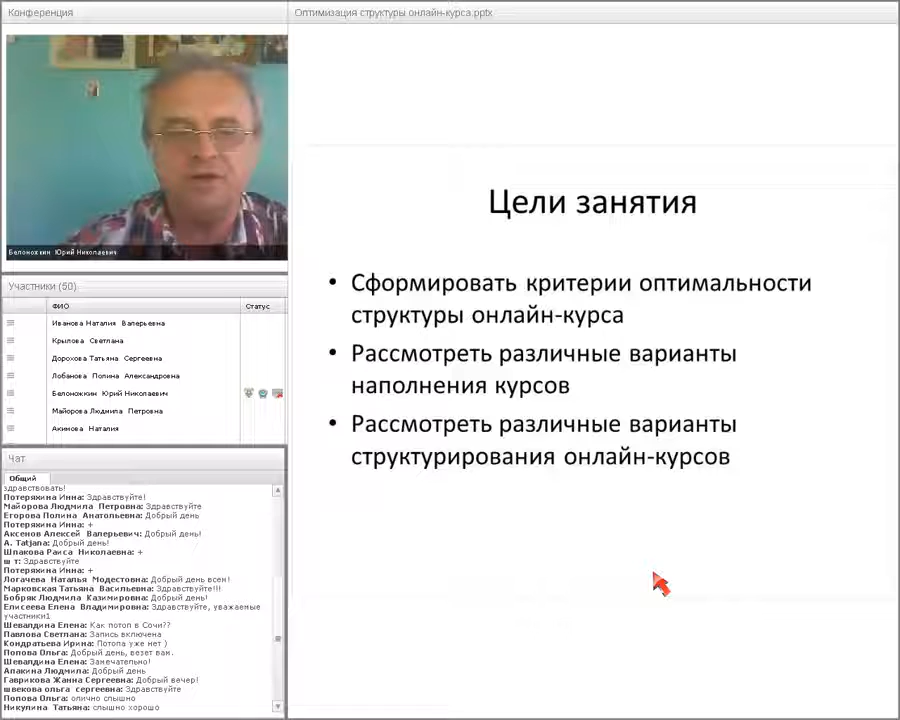 Конференция
Оптимизация структуры онлайн-курса.pptx
Белоножкин Юрий Николаевич
Участники (50)
ФИО
Статус
Иванова Наталия Валерьевна
Крылова Светлана
Дорохова Татьяна Сергеевна
Лобанова Полина Александровна
Белоножкин Юрий Николаевич
Майорова Людмила Петровна
Акимова Наталия
Чат
Общий
здравствовать!
Потеряхина Инна: Здравствуйте!
Майорова Людмила Петровна: Здравствуйте
Егорова Полина Анатольевна: Добрый день
Потеряхина Инна: +
Аксенов Алексей Валерьевич: Добрый день!
A. Tatjana: Добрый день!
Шпакова Раиса Николаевна: +
ш т: Здравствуйте
Потеряхина Инна: +
Логачева Наталья Модестовна: Добрый день всем!
Марковская Татьяна Васильевна: Здравствуйте!!!
Бобряк Людмила Казимировна: Добрый день!
Елисеева Елена Владимировна: Здравствуйте, уважаемые
участники1
Шевалдина Елена: Как потоп в Сочи??
Павлова Светлана: Запись включена
Кондратьева Ирина: Потопа уже нет )
Попова Ольга: Добрый день, везет вам.
Шевалдина Елена: Замечательно!
Апакина Людмила: Добрый день
Гаврикова Жанна Сергеевна: Добрый вечер!
швекова ольга сергеевна: Здравствуйте
Попова Ольга: олично слышно
Никулина Татьяна: слышно хорошо
Цели занятия
• Сформировать критерии оптимальности
структуры онлайн-курса
• Рассмотреть различные варианты
наполнения курсов
• Рассмотреть различные варианты
структурирования онлайн-курсов